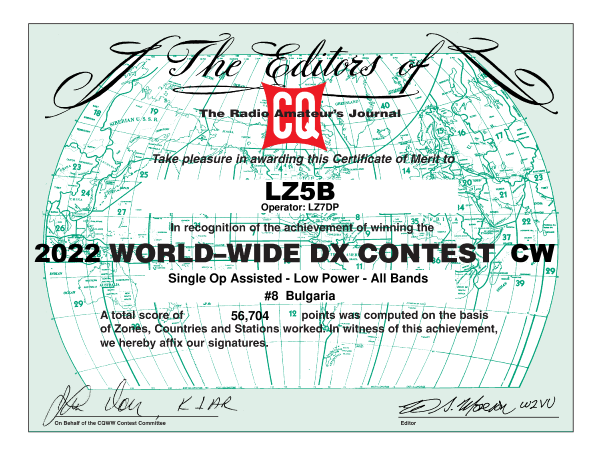 The Editors of
CQ
The Radio Amateur's Journal
Take pleasure in awarding this Certificate of Merit to
LZ5B
Operator: LZ7DP
In recognition of the achievement of winning the
2022 WORLD–WIDE DX CONTEST CW
Single Op Assisted - Low Power - All Bands
#8 Bulgaria
A total score of 56,704 points was computed on the basis
of Zones, Countries and Stations worked. In witness of this achievement,
we hereby affix our signatures.
K1AR
W2VU
On Behalf of the CQWW Contest Committee
Editor